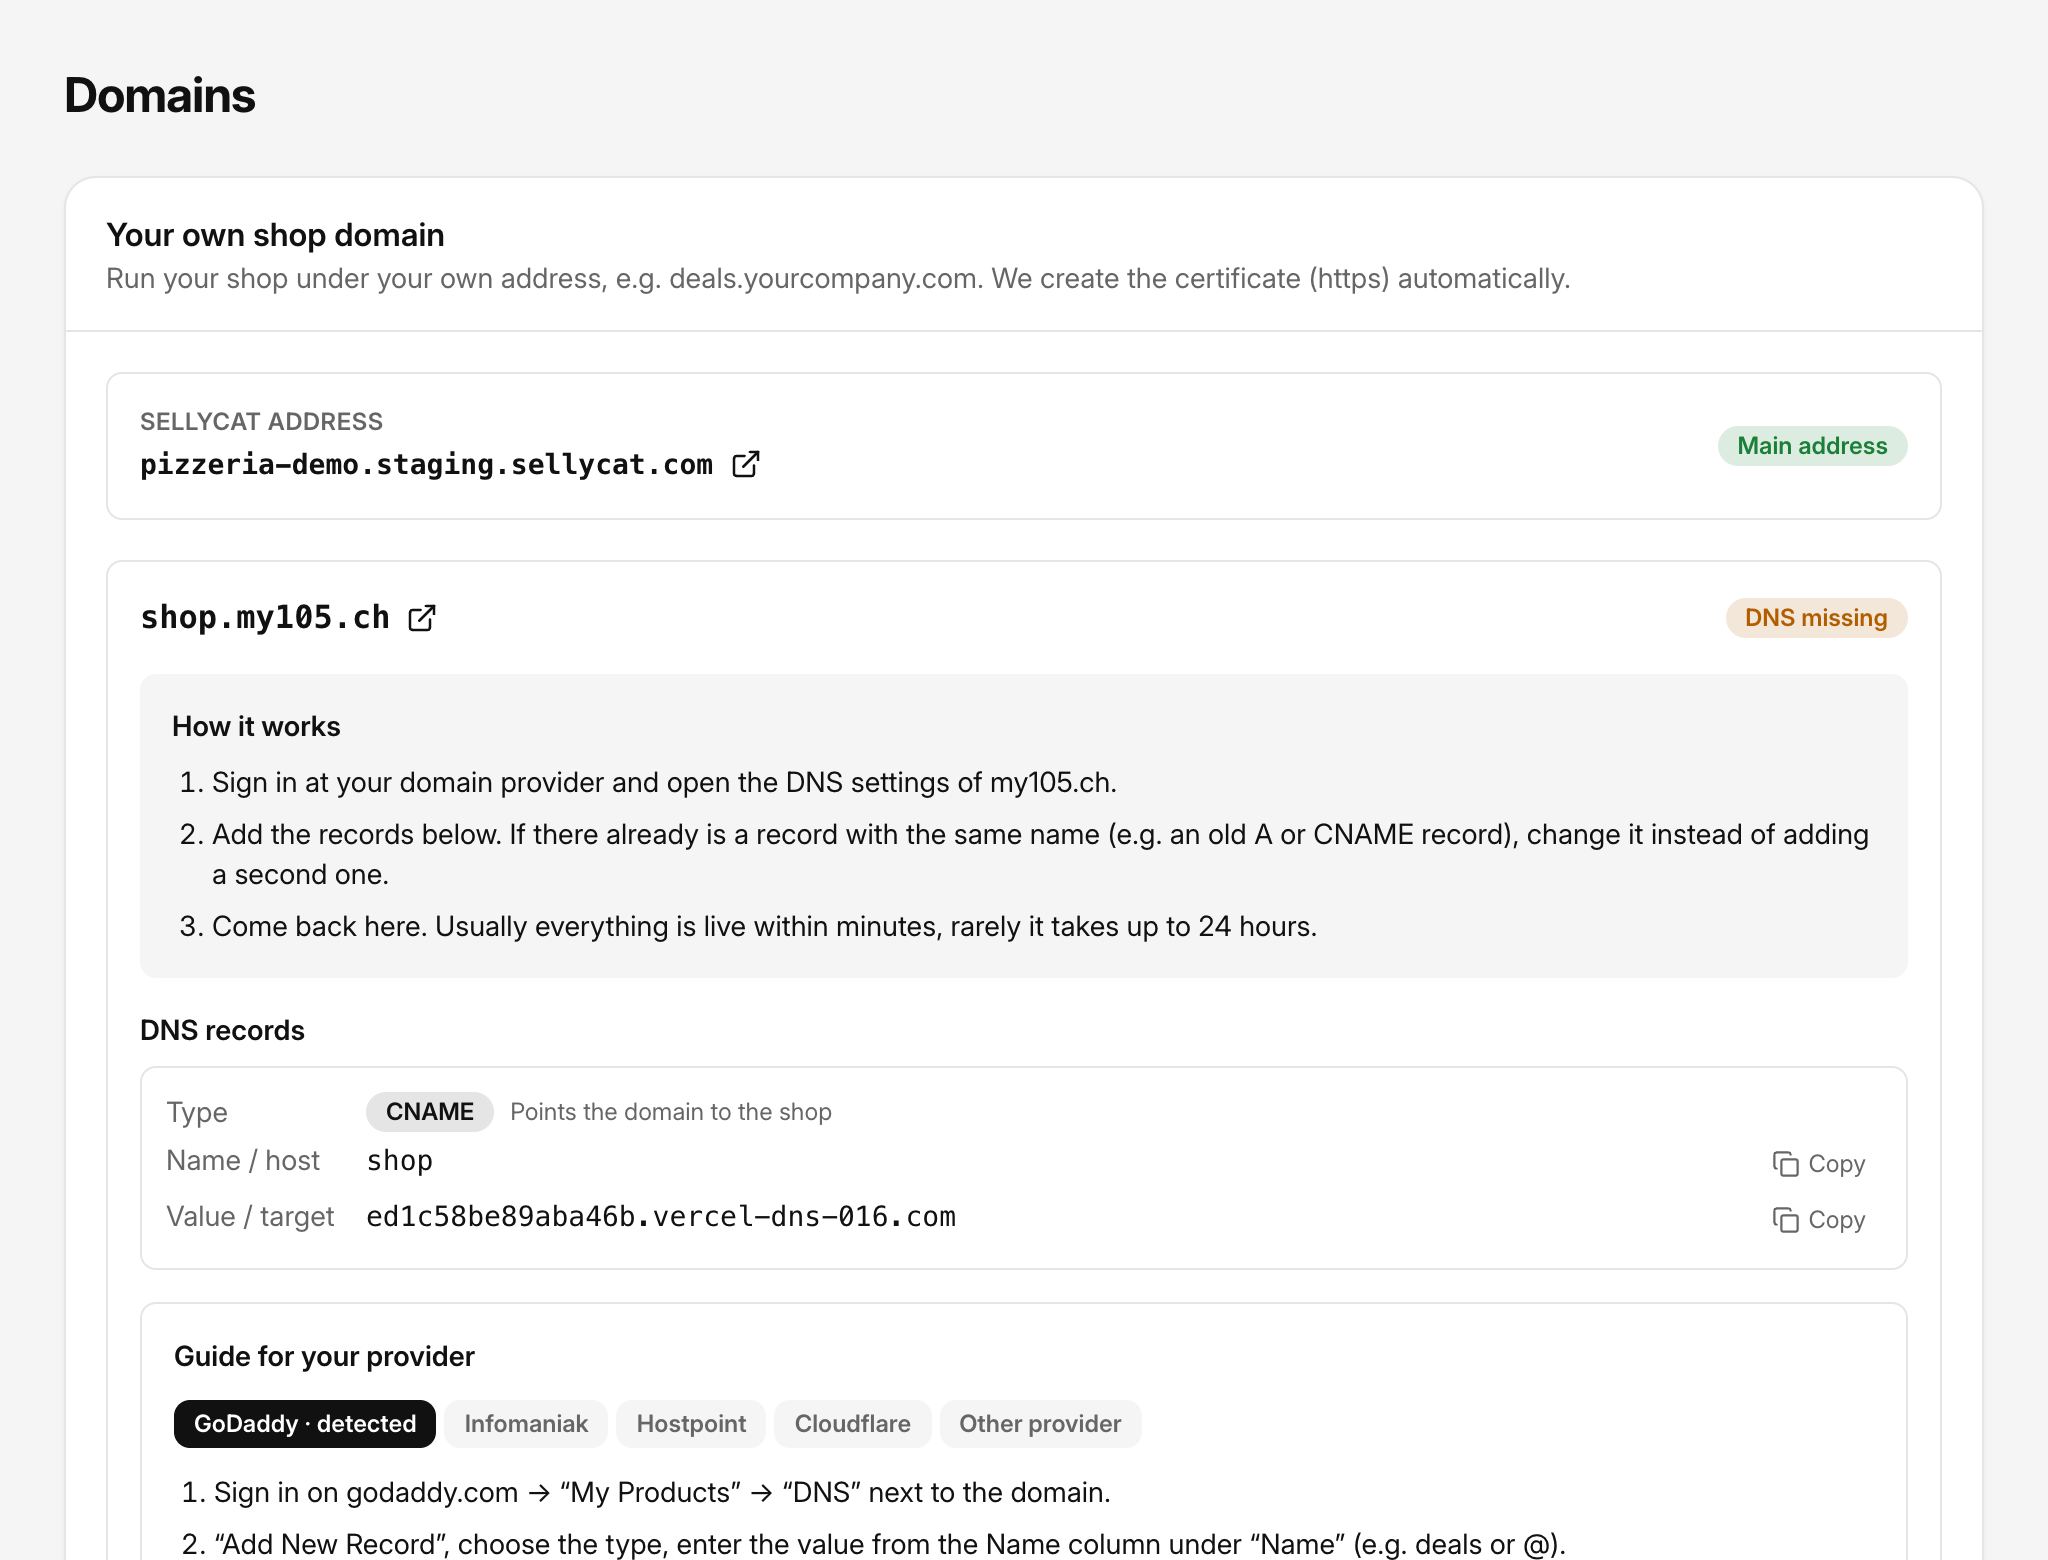 Domains
Your own shop domain
Run your shop under your own address, e.g. deals.yourcompany.com. We create the certificate (https) automatically.
SELLYCAT ADDRESS
pizzeria-demo.staging.sellycat.com
Main address
shop.my105.ch
DNS missing
How it works
1. Sign in at your domain provider and open the DNS settings of my105.ch.
2. Add the records below. If there already is a record with the same name (e.g. an old A or CNAME record), change it instead of adding
a second one.
3. Come back here. Usually everything is live within minutes, rarely it takes up to 24 hours.
DNS records
Type CNAME Points the domain to the shop
Name / host shop Copy
Value / target ed1c58be89aba46b.vercel-dns-016.com Copy
Guide for your provider
GoDaddy · detected Infomaniak Hostpoint Cloudflare Other provider
1. Sign in on godaddy.com → “My Products” → “DNS” next to the domain.
2. “Add New Record”, choose the type, enter the value from the Name column under “Name” (e.g. deals or @).